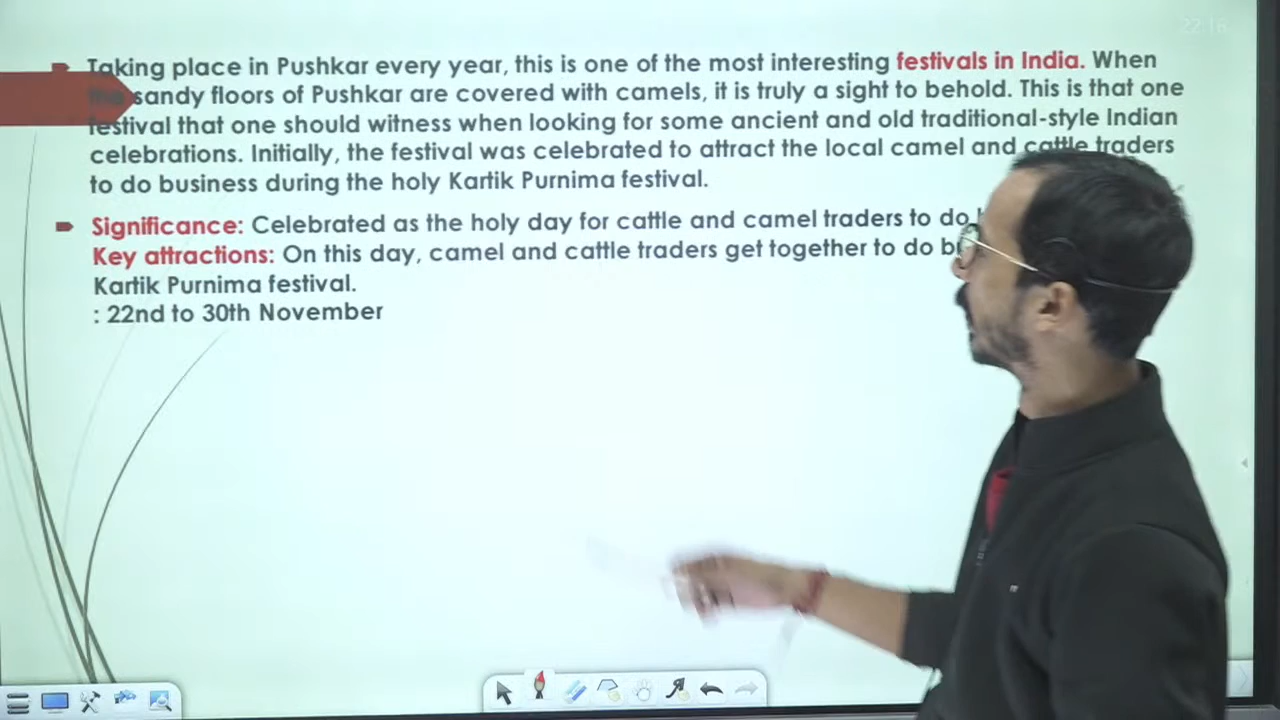 22:16
Taking place in Pushkar every year, this is one of the most interesting festivals in India. When
the sandy floors of Pushkar are covered with camels, it is truly a sight to behold. This is that one
festival that one should witness when looking for some ancient and old traditional-style Indian
celebrations. Initially, the festival was celebrated to attract the local camel and cattle traders
to do business during the holy Kartik Purnima festival.
Significance: Celebrated as the holy day for cattle and camel traders to do
Key attractions: On this day, camel and cattle traders get together to do
Kartik Purnima festival.
: 22nd to 30th November